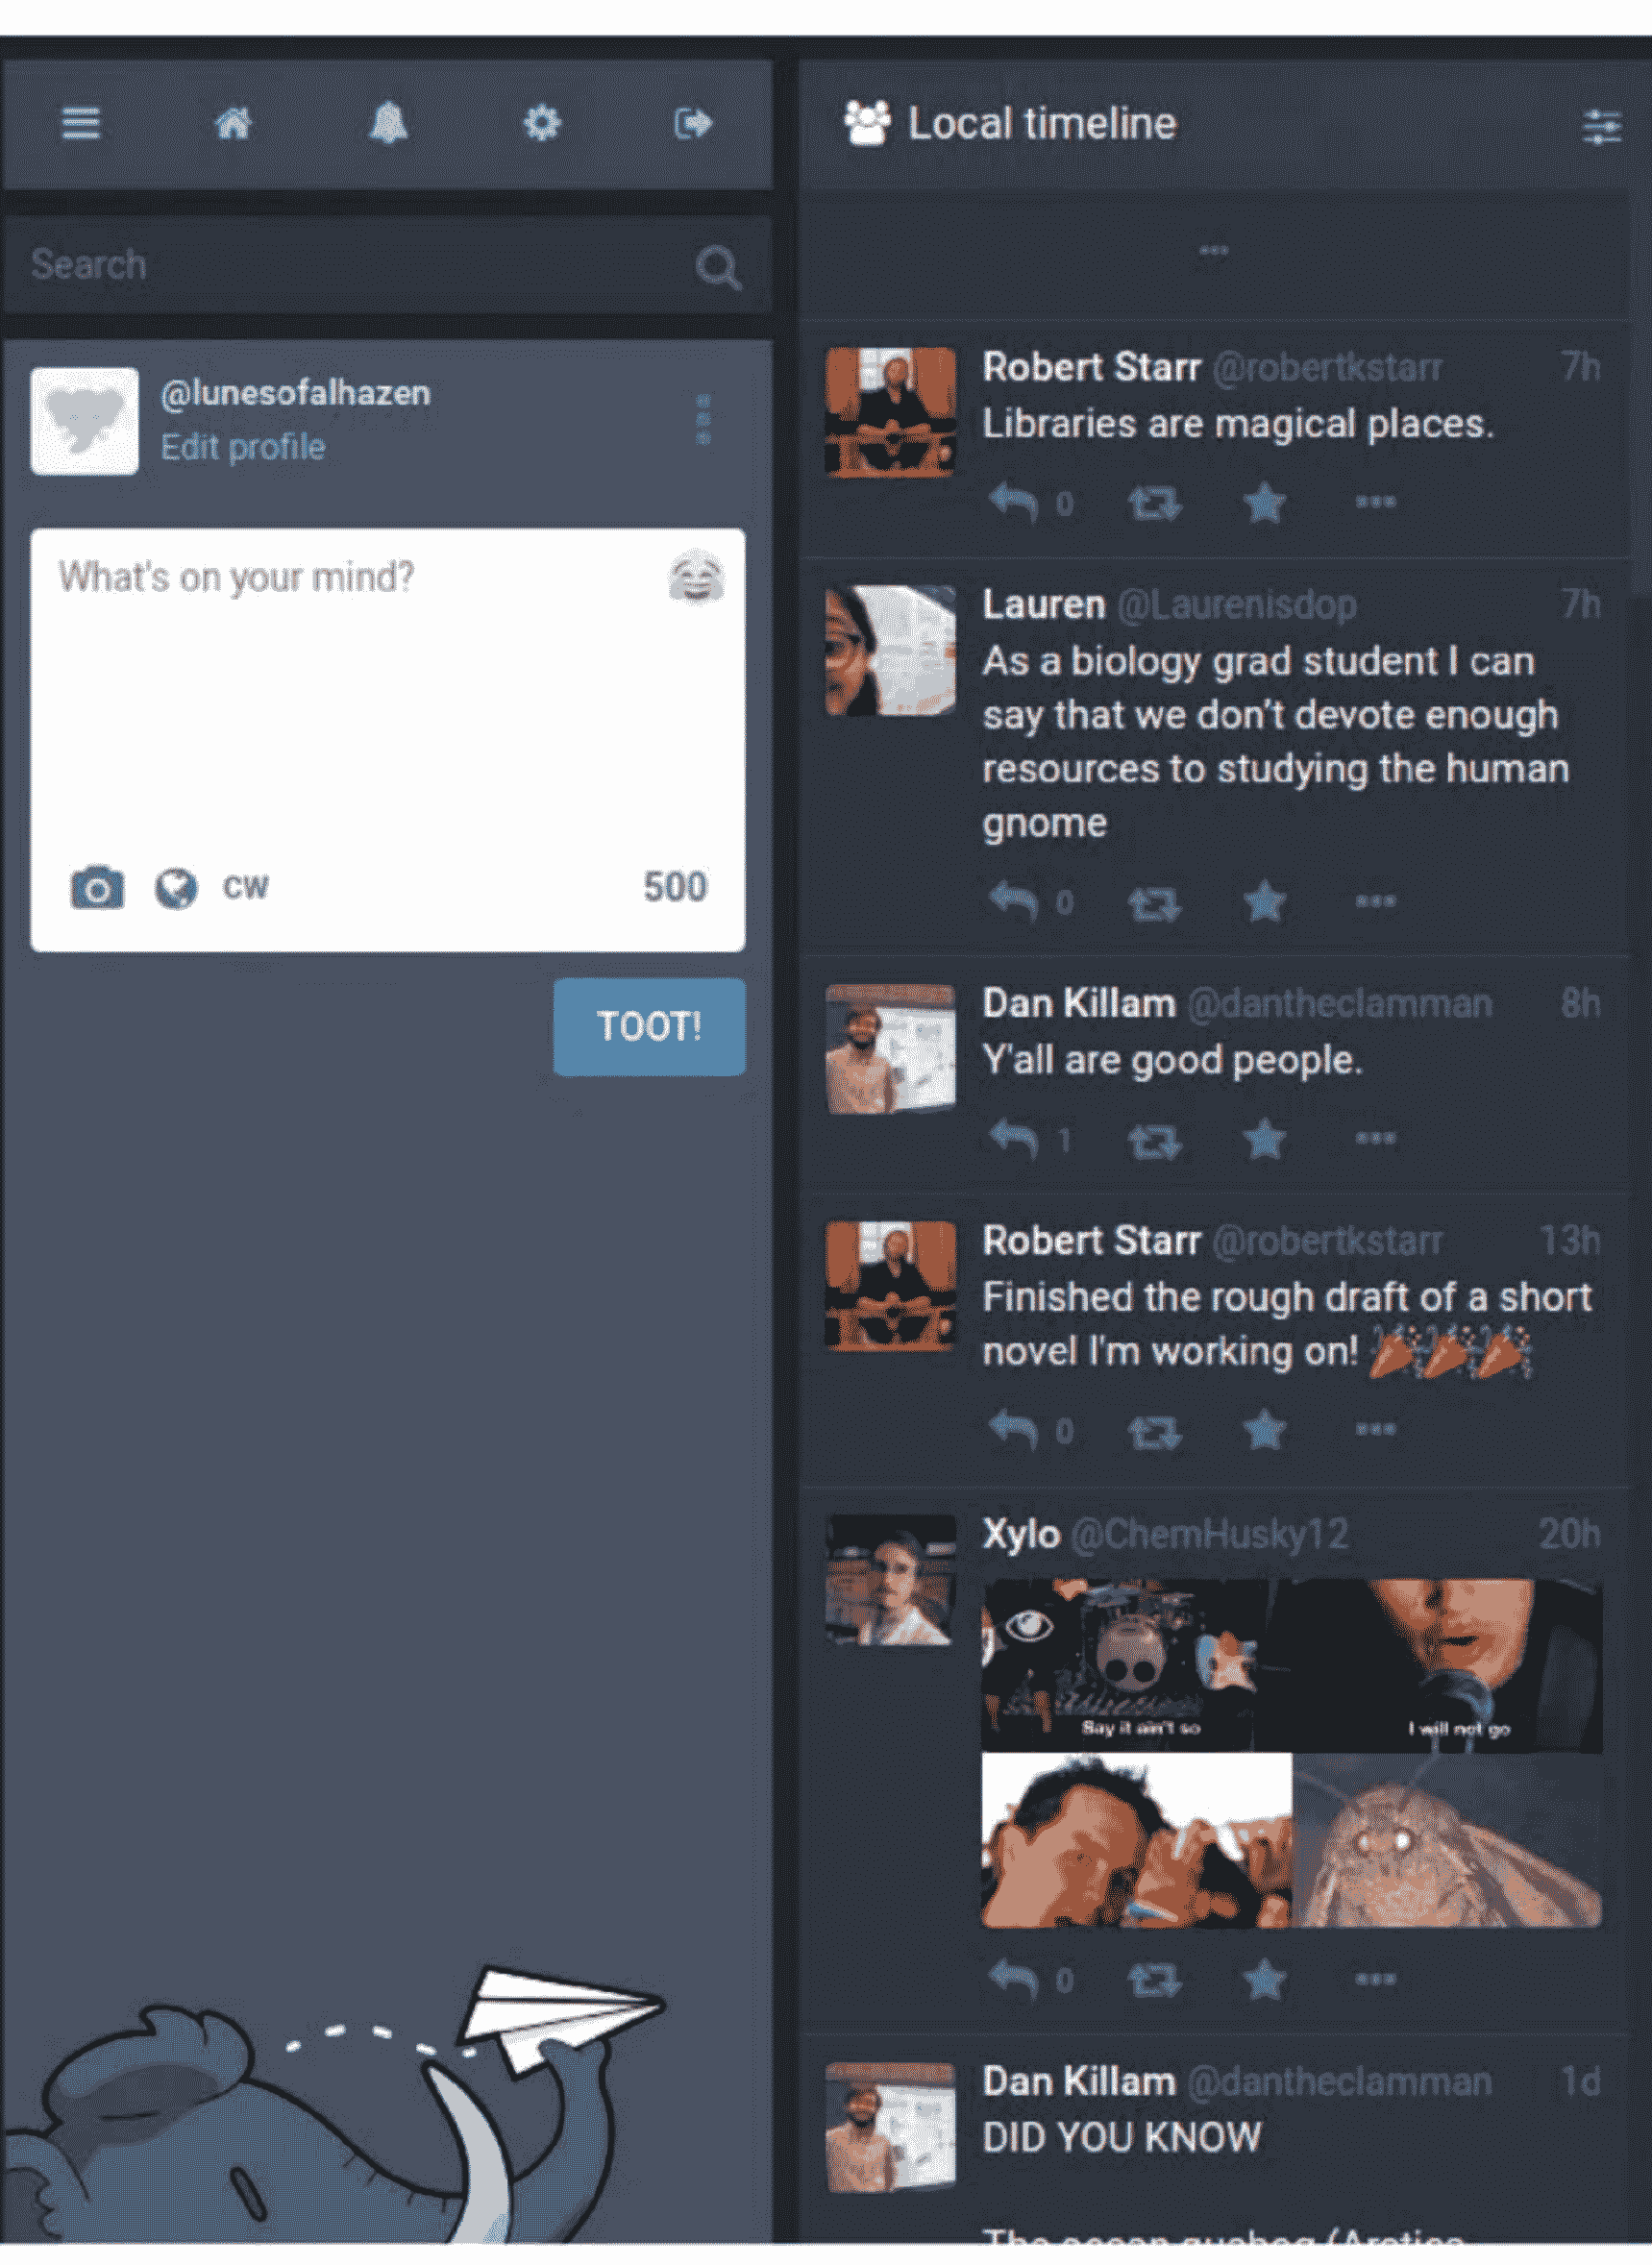 Search
@lunesofalhazen
Edit profile
What's on your mind?
CW
500
TOOT!
Local timeline
Robert Starr @robertkstarr 7h
Libraries are magical places.
0
Lauren @Laurenisdop 7h
As a biology grad student I can
say that we don't devote enough
resources to studying the human
gnome
0
Dan Killam @dantheclamman 8h
Y'all are good people.
1
Robert Starr @robertkstarr 13h
Finished the rough draft of a short
novel I'm working on! 🎉🎉🎉
0
Xylo @ChemHusky12 20h
Say it ain't so
I will not go
0
Dan Killam @dantheclamman 1d
DID YOU KNOW
The ocean quahog (Arctica